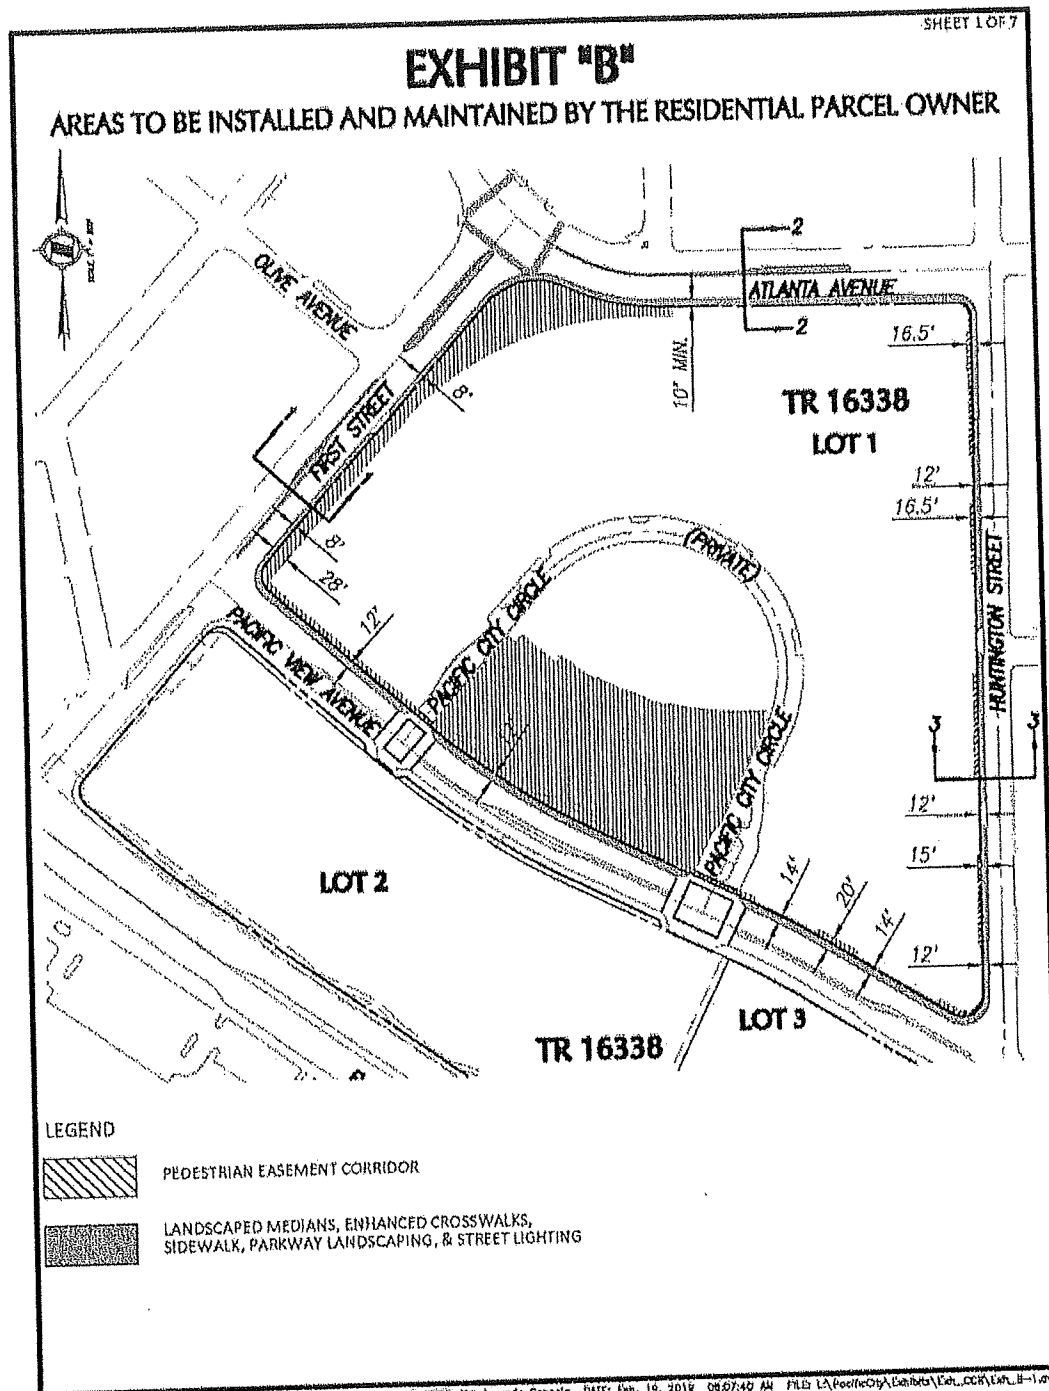 SHEET 1 OF 7
EXHIBIT "B"
AREAS TO BE INSTALLED AND MAINTAINED BY THE RESIDENTIAL PARCEL OWNER
2
OLIVE AVENUE
ATLANTA AVENUE
2
16.5'
10' MIN.
TR 16338
LOT 1
8'
FIRST STREET
12'
16.5'
8'
28'
(PRIVATE)
PACIFIC CITY CIRCLE
HUNTINGTON STREET
12'
PACIFIC VIEW AVENUE
12'
PACIFIC CITY CIRCLE
3
3
12'
15'
14'
20'
14'
12'
LOT 2
LOT 3
TR 16338
LEGEND
PEDESTRIAN EASEMENT CORRIDOR
LANDSCAPED MEDIANS, ENHANCED CROSSWALKS,
SIDEWALK, PARKWAY LANDSCAPING, & STREET LIGHTING
DATE: FILE: